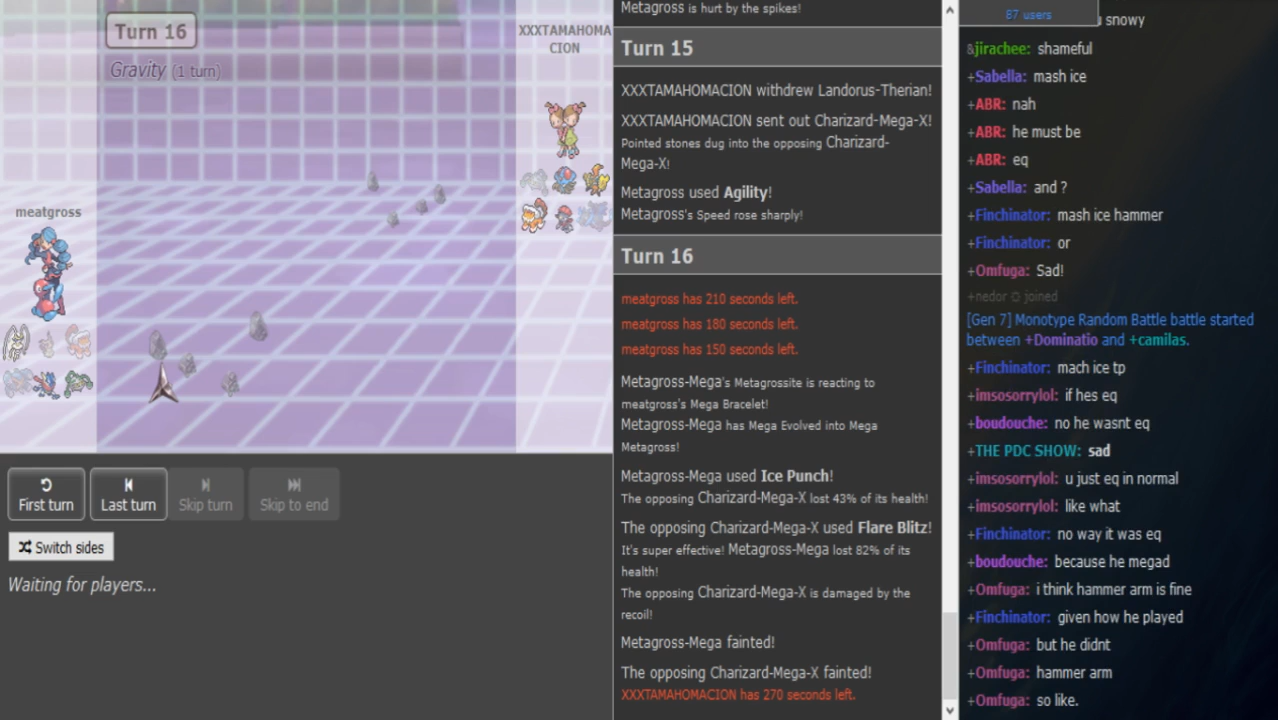 Turn 16
Gravity (1 turn)
meatgross
XXXTAMAHOMA
CION
First turn
Last turn
Skip turn
Skip to end
Switch sides
Waiting for players...
Metagross is hurt by the spikes!
Turn 15
XXXTAMAHOMACION withdrew Landorus-Therian!
XXXTAMAHOMACION sent out Charizard-Mega-X!
Pointed stones dug into the opposing Charizard-
Mega-X!
Metagross used Agility!
Metagross's Speed rose sharply!
Turn 16
meatgross has 210 seconds left.
meatgross has 180 seconds left.
meatgross has 150 seconds left.
Metagross-Mega's Metagrossite is reacting to
meatgross's Mega Bracelet!
Metagross-Mega has Mega Evolved into Mega
Metagross!
Metagross-Mega used Ice Punch!
The opposing Charizard-Mega-X lost 43% of its health!
The opposing Charizard-Mega-X used Flare Blitz!
It's super effective! Metagross-Mega lost 82% of its
health!
The opposing Charizard-Mega-X is damaged by the
recoil!
Metagross-Mega fainted!
The opposing Charizard-Mega-X fainted!
XXXTAMAHOMACION has 270 seconds left.
87 users
snowy
&jirachee: shameful
+Sabella: mash ice
+ABR: nah
+ABR: he must be
+ABR: eq
+Sabella: and ?
+Finchinator: mash ice hammer
+Finchinator: or
+Omfuga: Sad!
+nedor ☼ joined
[Gen 7] Monotype Random Battle battle started
between +Dominatio and +camilas.
+Finchinator: mach ice tp
+imsosorrylol: if hes eq
+boudouche: no he wasnt eq
+THE PDC SHOW: sad
+imsosorrylol: u just eq in normal
+imsosorrylol: like what
+Finchinator: no way it was eq
+boudouche: because he megad
+Omfuga: i think hammer arm is fine
+Finchinator: given how he played
+Omfuga: but he didnt
+Omfuga: hammer arm
+Omfuga: so like.